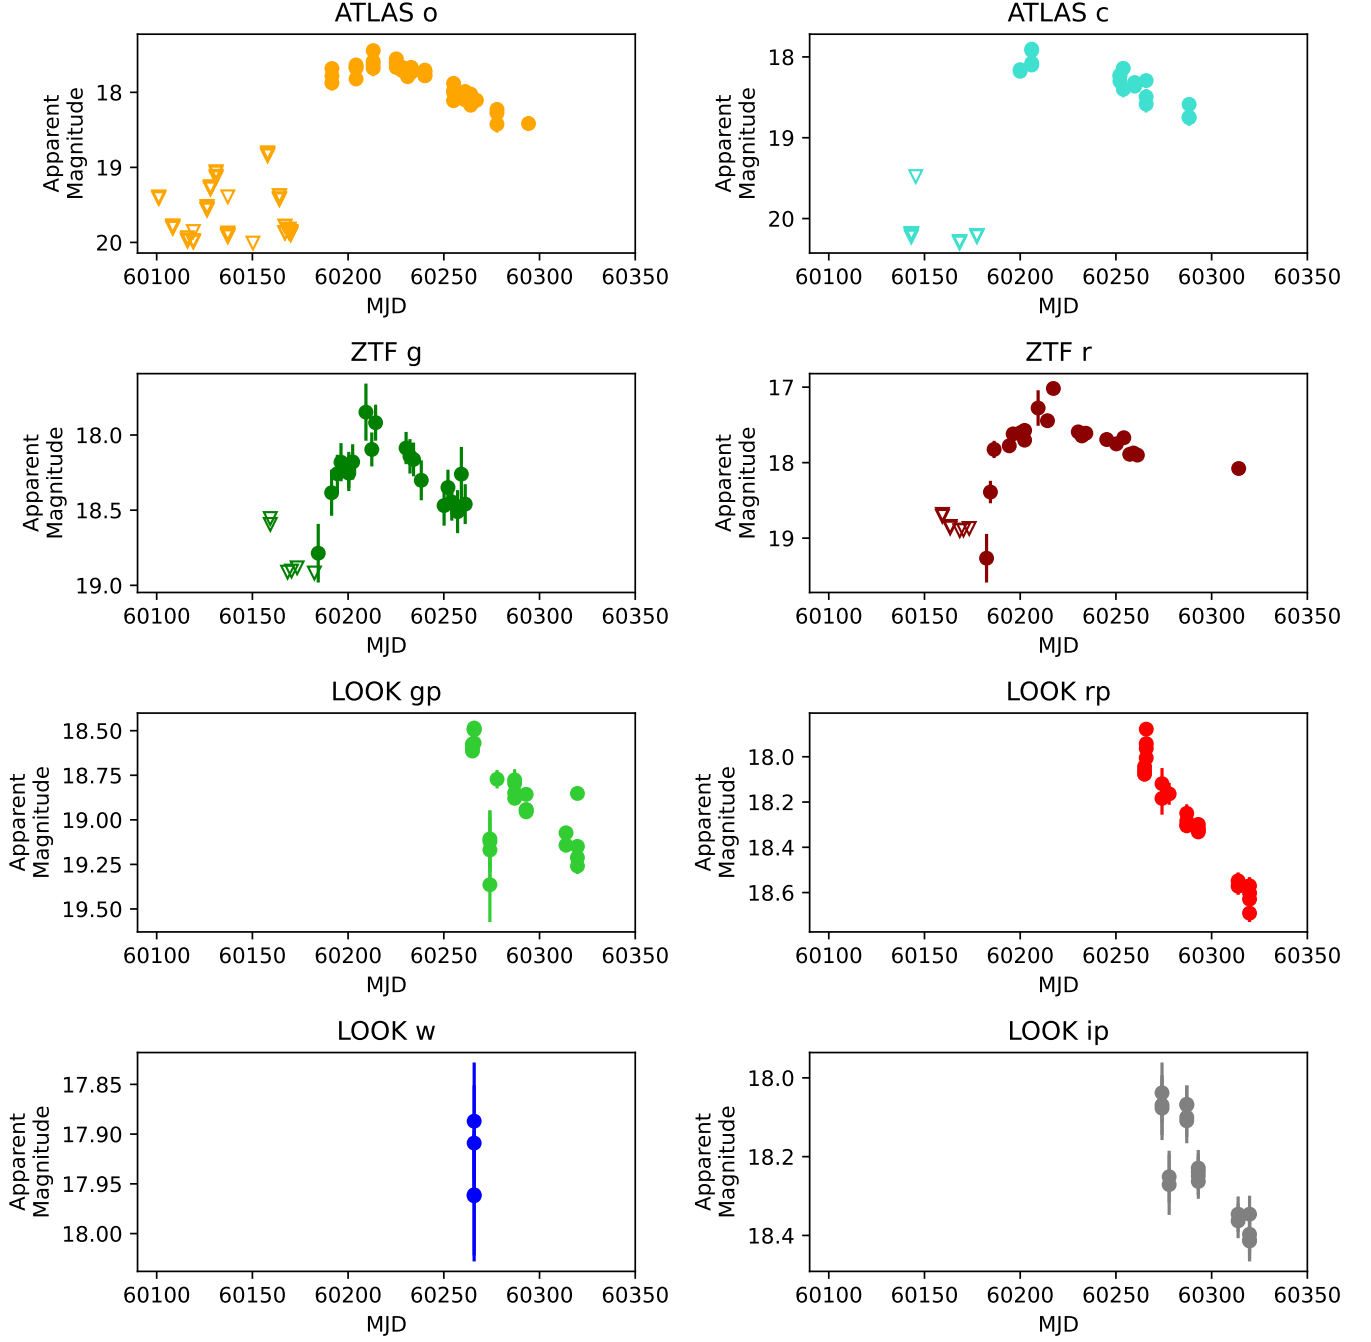 ATLAS o
18
19
20
Apparent
Magnitude
60100 60150 60200 60250 60300 60350
MJD
ATLAS c
18
19
20
Apparent
Magnitude
60100 60150 60200 60250 60300 60350
MJD
ZTF g
18.0
18.5
19.0
Apparent
Magnitude
60100 60150 60200 60250 60300 60350
MJD
ZTF r
17
18
19
Apparent
Magnitude
60100 60150 60200 60250 60300 60350
MJD
LOOK gp
18.50
18.75
19.00
19.25
19.50
Apparent
Magnitude
60100 60150 60200 60250 60300 60350
MJD
LOOK rp
18.0
18.2
18.4
18.6
Apparent
Magnitude
60100 60150 60200 60250 60300 60350
MJD
LOOK w
17.85
17.90
17.95
18.00
Apparent
Magnitude
60100 60150 60200 60250 60300 60350
MJD
LOOK ip
18.0
18.2
18.4
Apparent
Magnitude
60100 60150 60200 60250 60300 60350
MJD